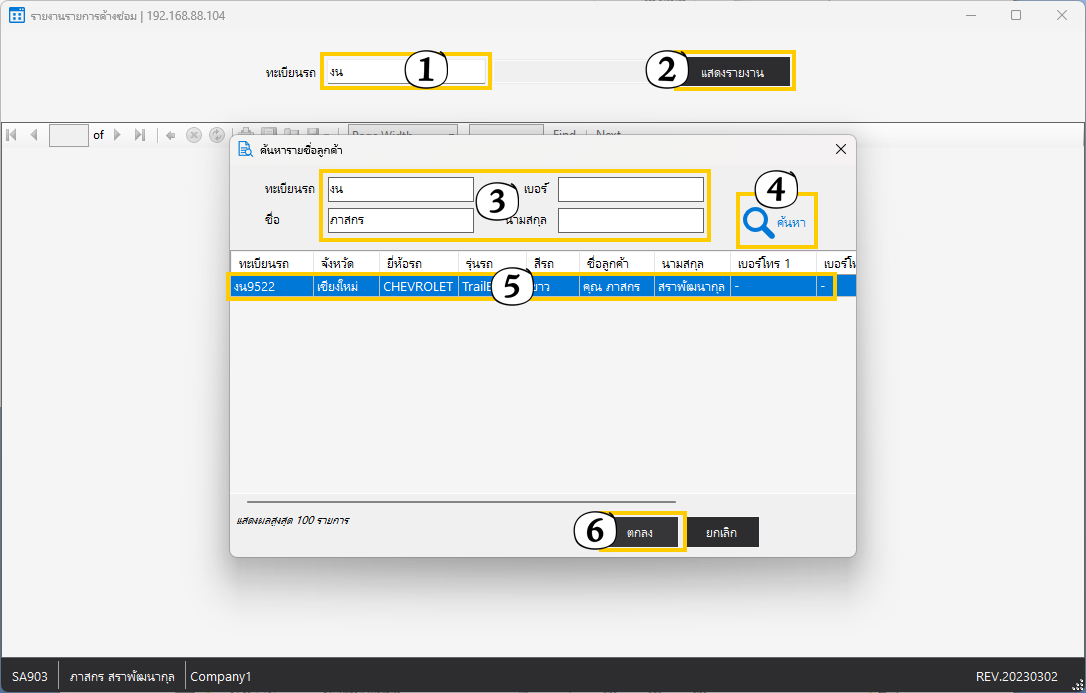 รายงานรายการค้างซ่อม | 192.168.88.104
ทะเบียนรถ งน 1 2 แสดงรายงาน
of Page Width Find Next
ค้นหารายชื่อลูกค้า
ทะเบียนรถ งน 3 เบอร์ 4
ชื่อ ภาสกร นามสกุล ค้นหา
ทะเบียนรถ จังหวัด ยี่ห้อรถ รุ่นรถ สีรถ ชื่อลูกค้า นามสกุล เบอร์โทร 1
งน9522 เชียงใหม่ CHEVROLET 5 ขาว คุณ ภาสกร สราพัฒนากุล - -
แสดงผลสูงสุด 100 รายการ
6 ตกลง ยกเลิก
SA903 ภาสกร สราพัฒนากุล Company1 REV.20230302